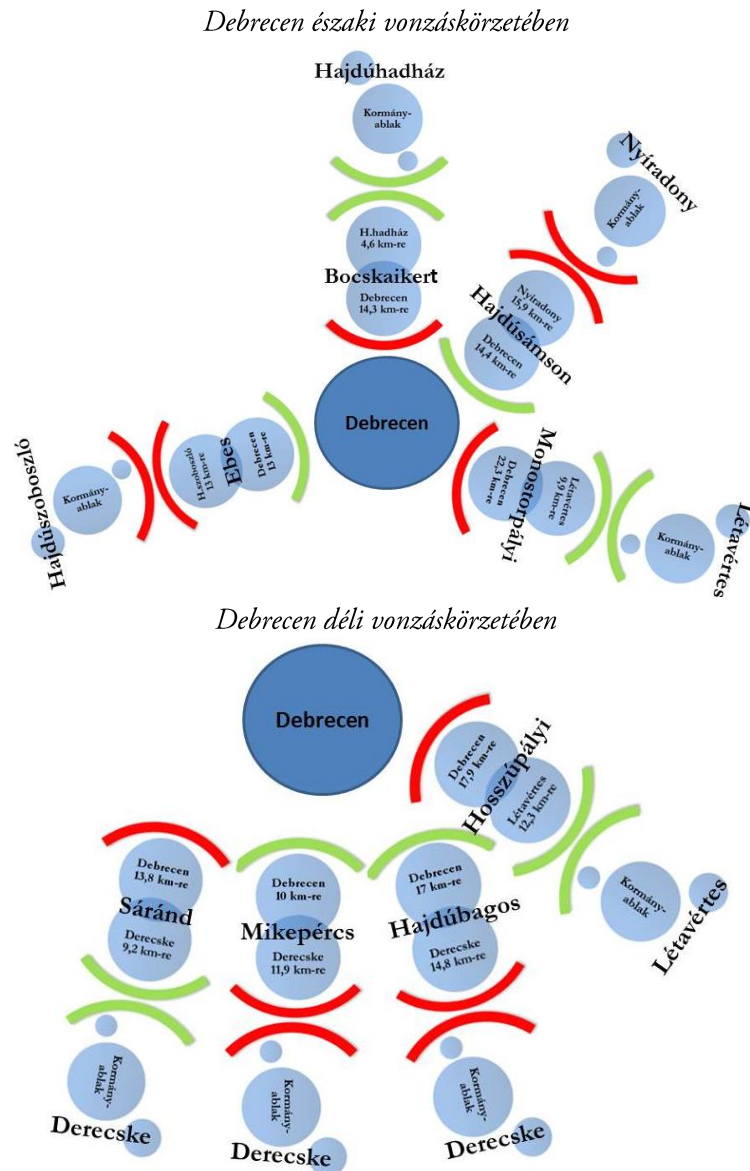 Debrecen északi vonzáskörzetében
Hajdúhadház
Kormány-
ablak
H.hadház
4,6 km-re
Bocskaikert
Debrecen
14,3 km-re
Nyíradony
Kormány-
ablak
Nyíradony
15,9 km-re
Hajdúsámson
Debrecen
14,4 km-re
Debrecen
Hajdúszoboszló
Kormány-
ablak
H.szoboszló
13 km-re
Ebes
Debrecen
13 km-re
Debrecen
22,3 km-re
Monostorpályi
Létavértes
9,9 km-re
Kormány-
ablak
Létavértes
Debrecen déli vonzáskörzetében
Debrecen
Debrecen
17,9 km-re
Hosszúpályi
Létavértes
12,3 km-re
Kormány-
ablak
Létavértes
Debrecen
13,8 km-re
Sáránd
Derecske
9,2 km-re
Kormány-
ablak
Derecske
Debrecen
10 km-re
Mikepércs
Derecske
11,9 km-re
Kormány-
ablak
Derecske
Debrecen
17 km-re
Hajdúbagos
Derecske
14,8 km-re
Kormány-
ablak
Derecske